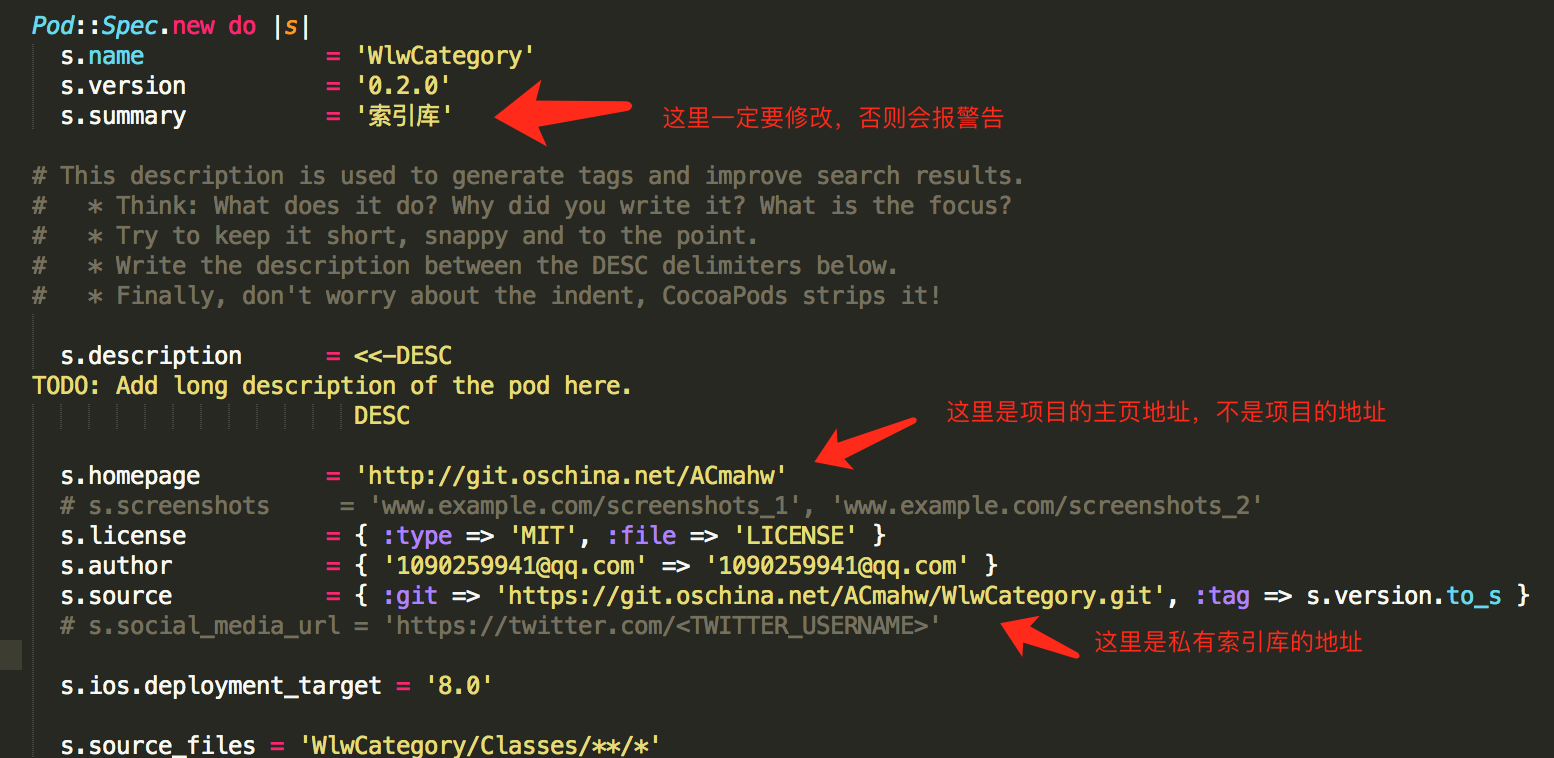 Pod::Spec.new do |s|
s.name = 'WlwCategory'
s.version = '0.2.0'
s.summary = '索引库'
这里一定要修改，否则会报警告
# This description is used to generate tags and improve search results.
# * Think: What does it do? Why did you write it? What is the focus?
# * Try to keep it short, snappy and to the point.
# * Write the description between the DESC delimiters below.
# * Finally, don't worry about the indent, CocoaPods strips it!
s.description = <<-DESC
TODO: Add long description of the pod here.
DESC
这里是项目的主页地址，不是项目的地址
s.homepage = 'http://git.oschina.net/ACmahw'
# s.screenshots = 'www.example.com/screenshots_1', 'www.example.com/screenshots_2'
s.license = { :type => 'MIT', :file => 'LICENSE' }
s.author = { '1090259941@qq.com' => '1090259941@qq.com' }
s.source = { :git => 'https://git.oschina.net/ACmahw/WlwCategory.git', :tag => s.version.to_s }
# s.social_media_url = 'https://twitter.com/<TWITTER_USERNAME>'
这里是私有索引库的地址
s.ios.deployment_target = '8.0'
s.source_files = 'WlwCategory/Classes/**/*'